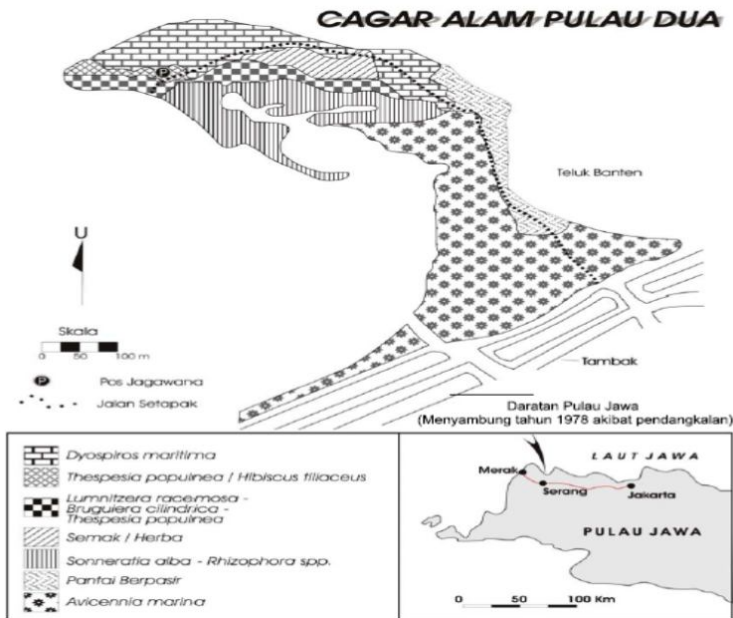 CAGAR ALAM PULAU DUA
P
Teluk Banten
U
Skala
0 50 100 m
P Pos Jagawana
Jalan Setapak
Tambak
Daratan Pulau Jawa
(Menyambung tahun 1978 akibat pendangkalan)
Dyospiros maritima
Thespesia populnea / Hibiscus tiliaceus
Lumnitzera racemosa -
Bruguiera cilindrica -
Thespesia populnea
Semak / Herba
Sonneratia alba - Rhizophora spp.
Pantai Berpasir
Avicennia marina
LAUT JAWA
Merak
Serang
Jakarta
PULAU JAWA
0 50 100 Km